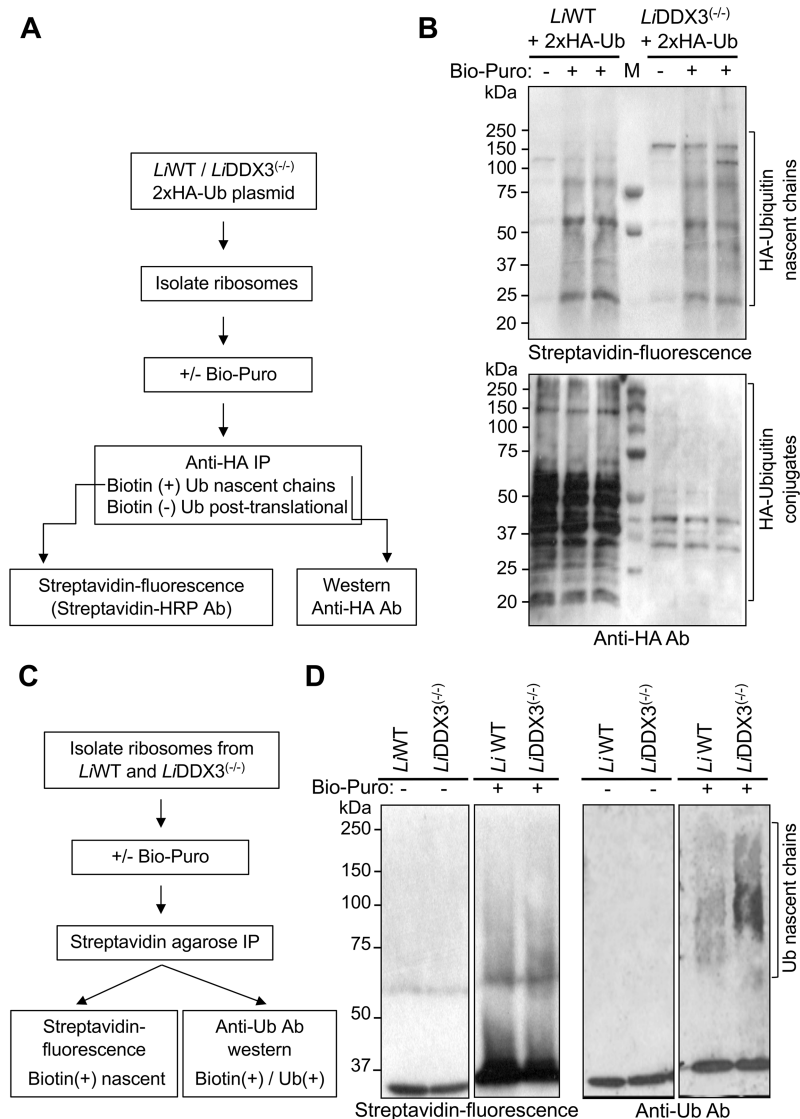 A
LiWT / LiDDX3(-/-)
2xHA-Ub plasmid
Isolate ribosomes
+/- Bio-Puro
Anti-HA IP
Biotin (+) Ub nascent chains
Biotin (-) Ub post-translational
Streptavidin-fluorescence
(Streptavidin-HRP Ab)
Western
Anti-HA Ab
B
LiWT
+ 2xHA-Ub
LiDDX3(-/-)
+ 2xHA-Ub
Bio-Puro: - + + M - + +
kDa
250
150
100
75
50
37
25
20
HA-Ubiquitin
nascent chains
Streptavidin-fluorescence
kDa
250
150
100
75
50
37
25
20
HA-Ubiquitin
conjugates
Anti-HA Ab
C
Isolate ribosomes from
LiWT and LiDDX3(-/-)
+/- Bio-Puro
Streptavidin agarose IP
Streptavidin-
fluorescence
Biotin(+) nascent
Anti-Ub Ab
western
Biotin(+) / Ub(+)
D
LiWT
LiDDX3(-/-)
Li WT
LiDDX3(-/-)
LiWT
LiDDX3(-/-)
Li WT
LiDDX3(-/-)
Bio-Puro: - - + + - - + +
kDa
250
150
100
75
50
37
Ub nascent chains
Streptavidin-fluorescence
Anti-Ub Ab